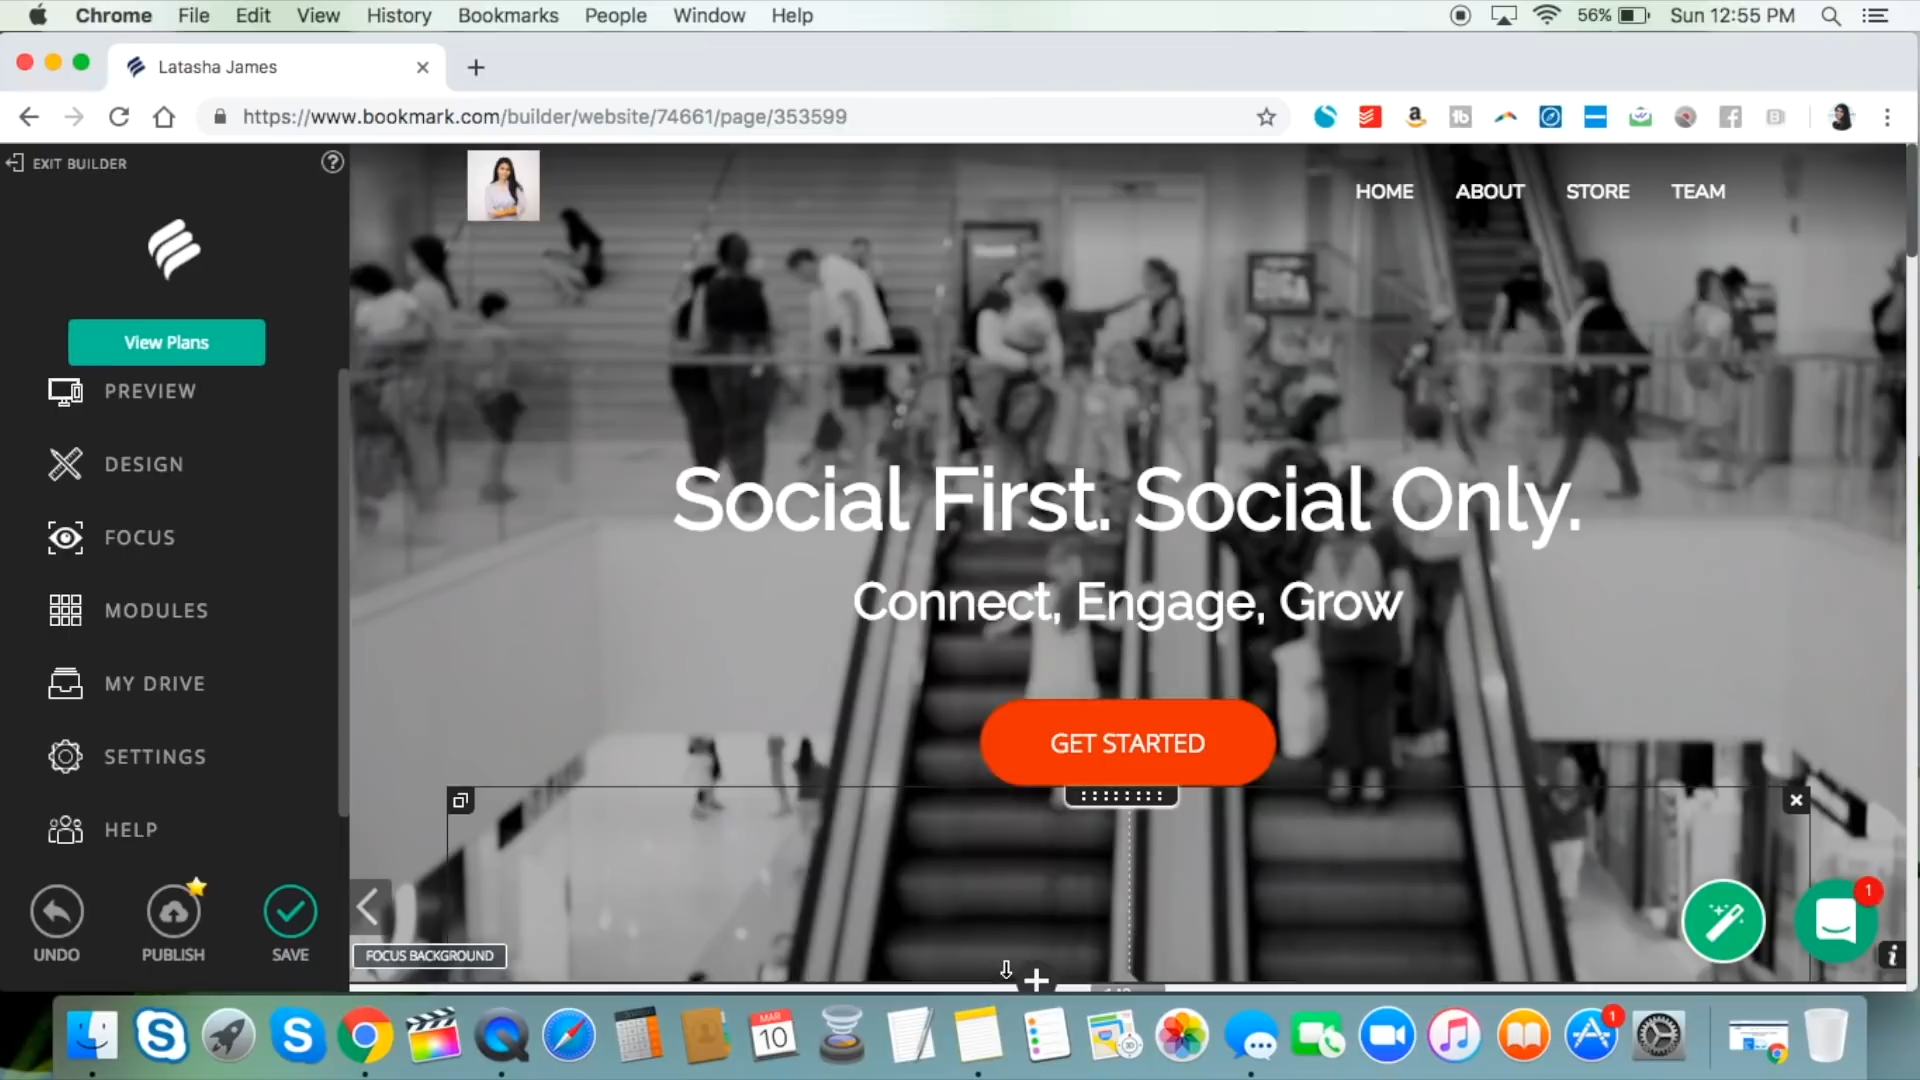 Chrome File Edit View History Bookmarks People Window Help 56% Sun 12:55 PM
Latasha James
https://www.bookmark.com/builder/website/74661/page/353599
EXIT BUILDER
HOME ABOUT STORE TEAM
View Plans
PREVIEW
DESIGN
FOCUS
MODULES
MY DRIVE
SETTINGS
HELP
UNDO PUBLISH SAVE
Social First. Social Only.
Connect, Engage, Grow
GET STARTED
1
FOCUS BACKGROUND
MAR
10
1